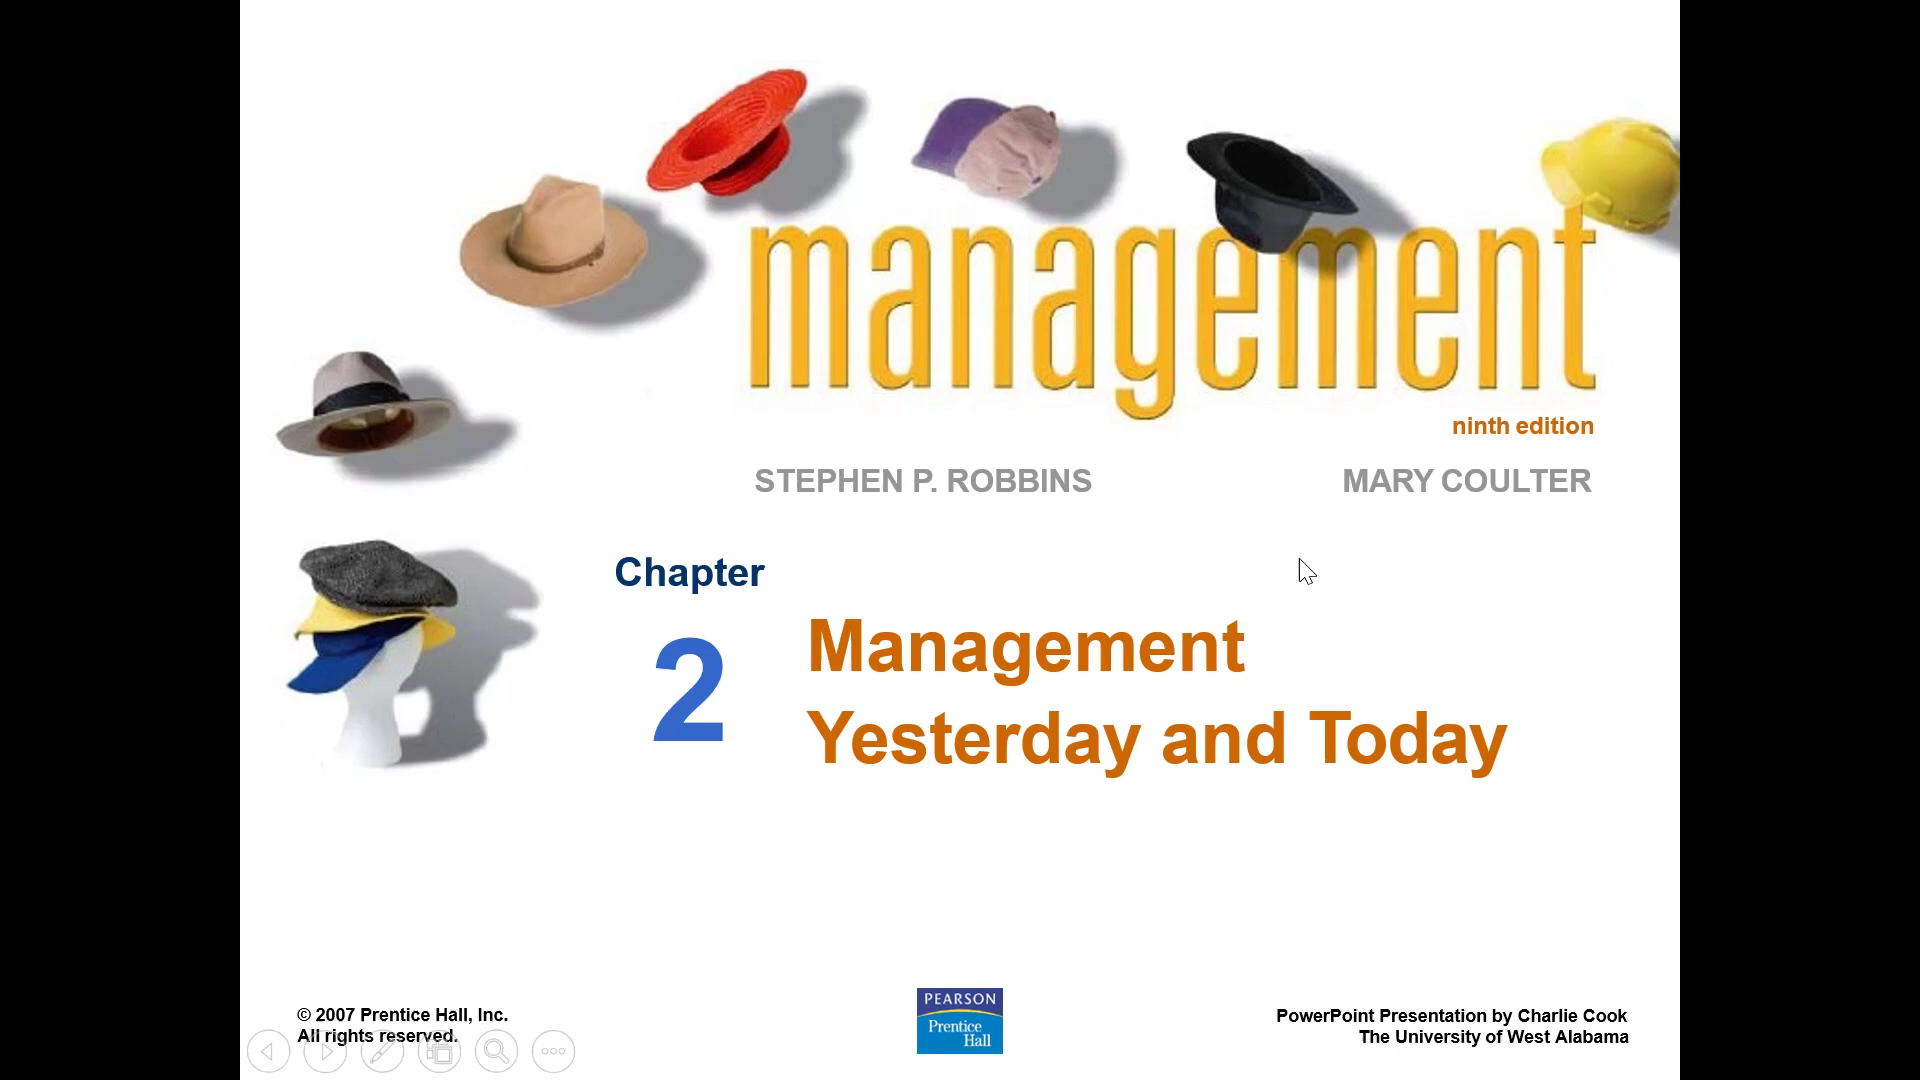 management
ninth edition
STEPHEN P. ROBBINS MARY COULTER
Chapter
2
Management
Yesterday and Today
© 2007 Prentice Hall, Inc.
All rights reserved.
PEARSON
Prentice
Hall
PowerPoint Presentation by Charlie Cook
The University of West Alabama